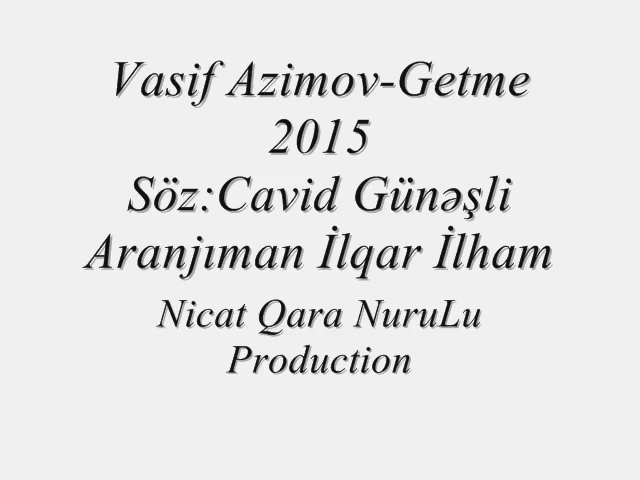 Vasif Azimov-Getme
2015
Söz:Cavid Günəşli
Aranjıman İlqar İlham
Nicat Qara NuruLu
Production